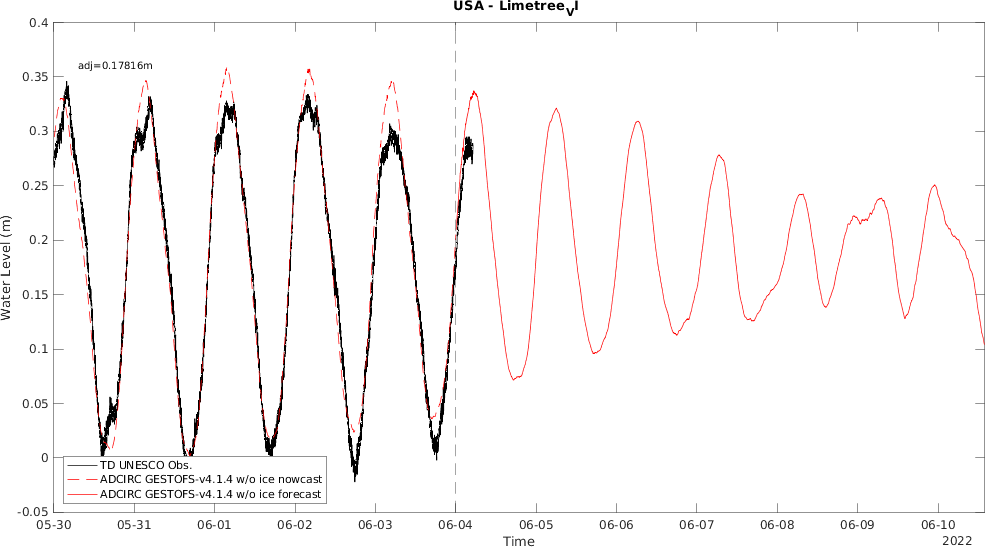 USA - Limetree_VI
0.4
0.35
0.3
0.25
0.2
0.15
0.1
0.05
0
-0.05
Water Level (m)
adj=0.17816m
TD UNESCO Obs.
ADCIRC GESTOFS-v4.1.4 w/o ice nowcast
ADCIRC GESTOFS-v4.1.4 w/o ice forecast
05-30 05-31 06-01 06-02 06-03 06-04 06-05 06-06 06-07 06-08 06-09 06-10
Time
2022